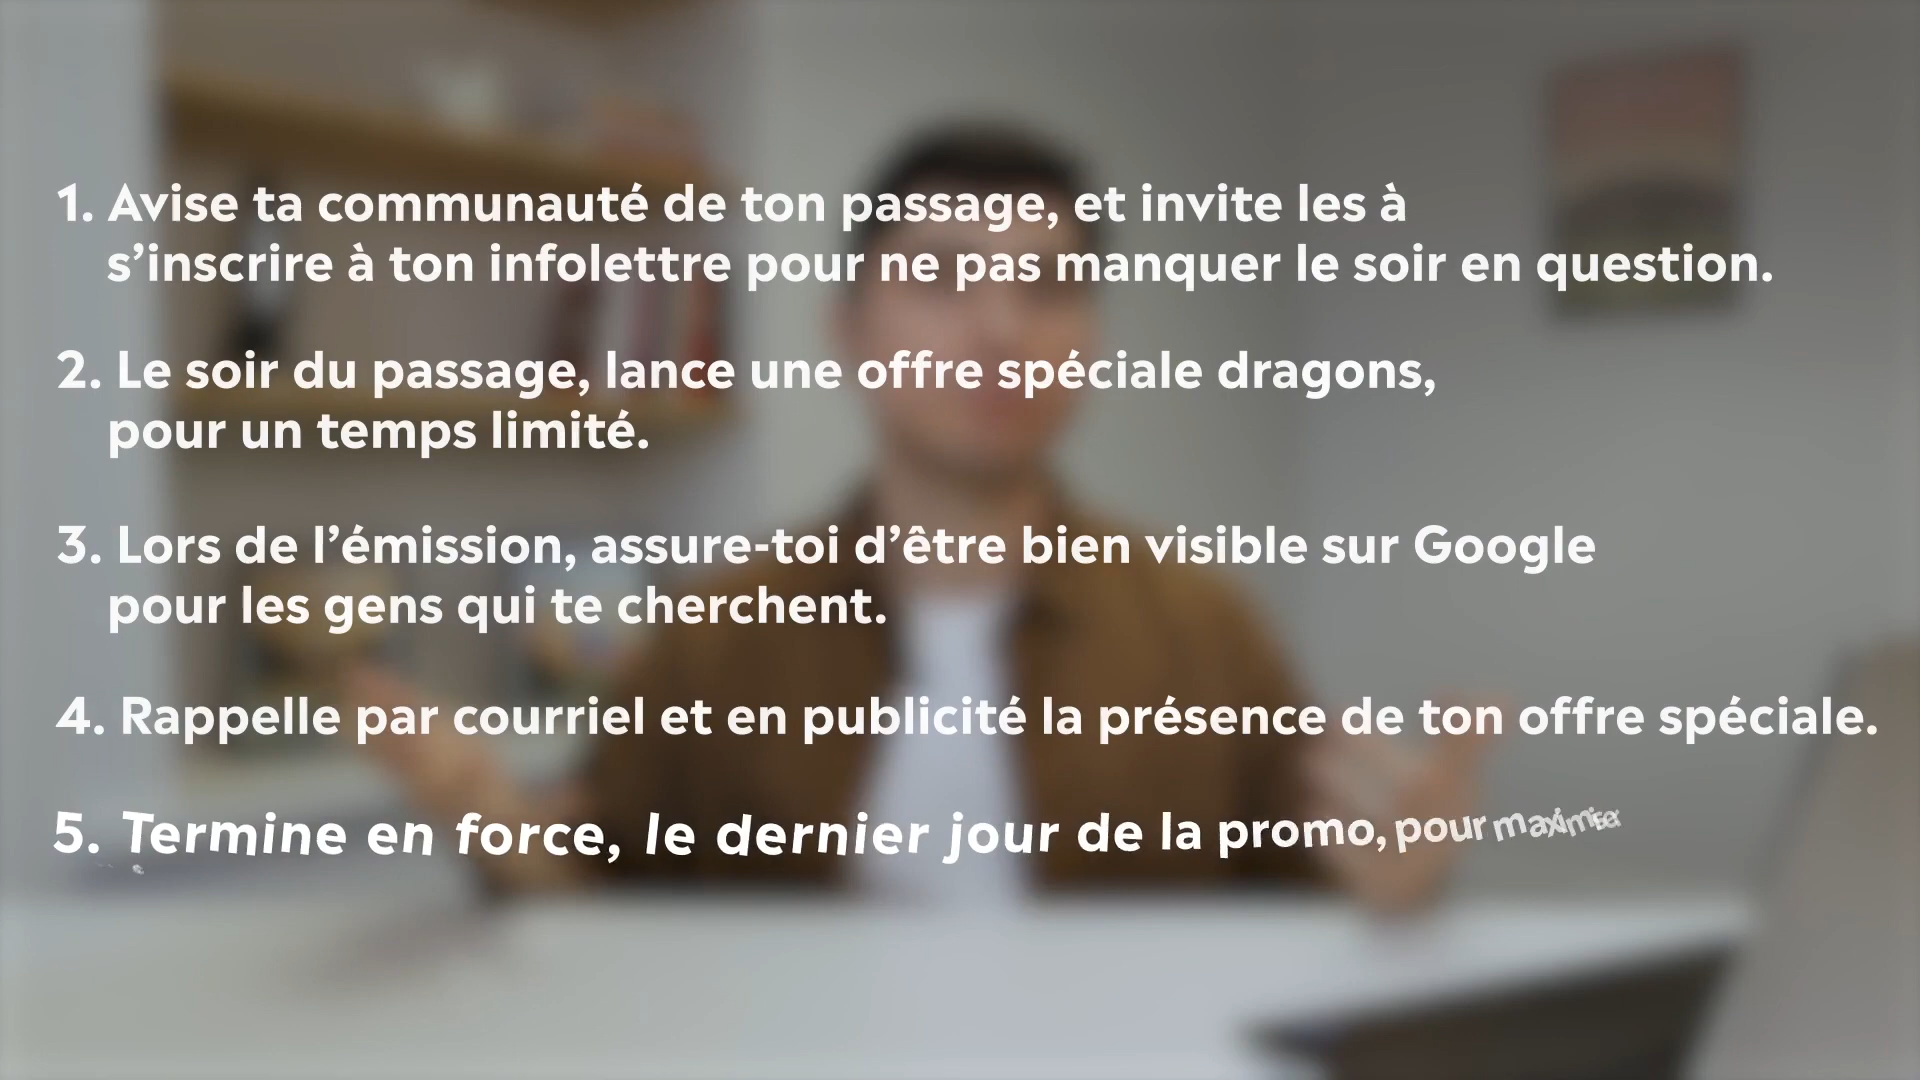 1. Avise ta communauté de ton passage, et invite les à
s’inscrire à ton infolettre pour ne pas manquer le soir en question.
2. Le soir du passage, lance une offre spéciale dragons,
pour un temps limité.
3. Lors de l’émission, assure-toi d’être bien visible sur Google
pour les gens qui te cherchent.
4. Rappelle par courriel et en publicité la présence de ton offre spéciale.
5. Termine en force, le dernier jour de la promo, pour maximiser